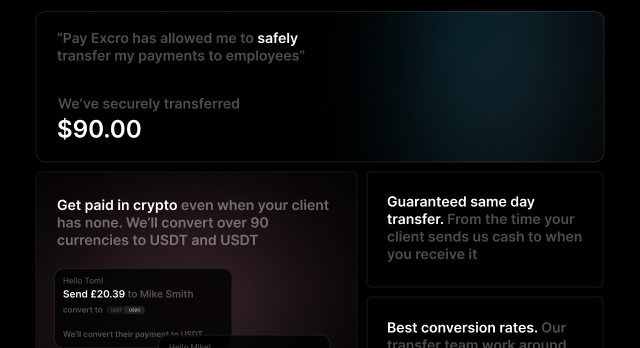 “Pay Excro has allowed me to safely
transfer my payments to employees”
We’ve securely transferred
$90.00
Get paid in crypto even when your client
has none. We’ll convert over 90
currencies to USDT and USDT
Hello Tom!
Send £20.39 to Mike Smith
convert to USDT USDC
We’ll convert their payment to USDT
Hello Mike!
Guaranteed same day
transfer. From the time your
client sends us cash to when
you receive it
Best conversion rates. Our
transfer team work around